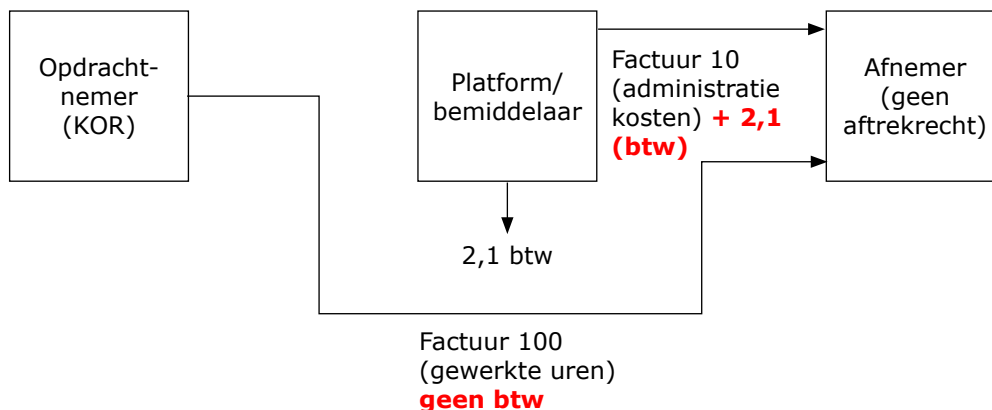 Opdracht-
nemer
(KOR)
Platform/
bemiddelaar
Factuur 10
(administratie
kosten) + 2,1
(btw)
Afnemer
(geen
aftrekrecht)
2,1 btw
Factuur 100
(gewerkte uren)
geen btw